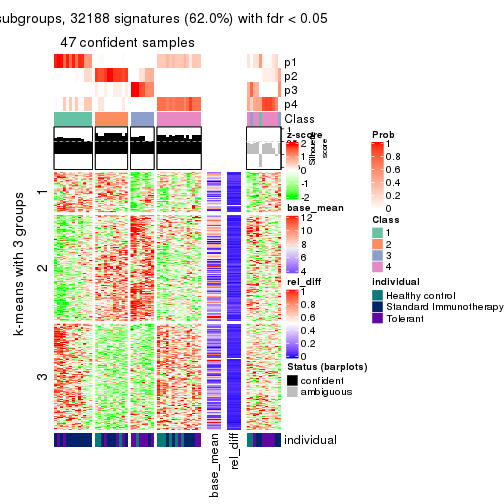 subgroups, 32188 signatures (62.0%) with fdr < 0.05
47 confident samples
p1
p2
p3
p4
Class
1
Silhouette
score
k-means with 3 groups
1
2
3
individual
base_mean
rel_diff
z-score
2
1
0
-1
-2
base_mean
12
10
8
6
4
rel_diff
1
0.8
0.6
0.4
0.2
0
Status (barplots)
confident
ambiguous
Prob
1
0.8
0.6
0.4
0.2
0
Class
1
2
3
4
individual
Healthy control
Standard Immunotherapy
Tolerant